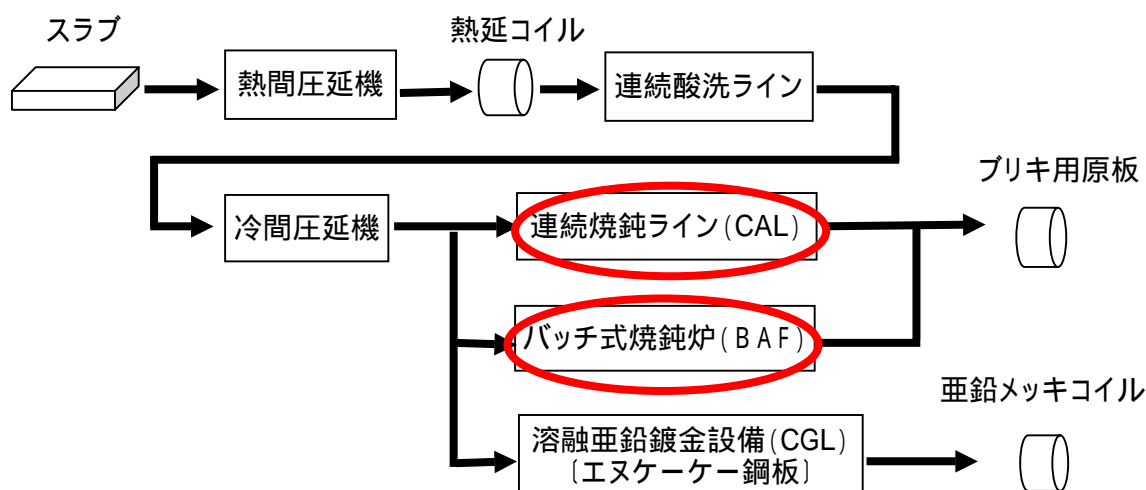 スラブ
熱延コイル
熱間圧延機
連続酸洗ライン
ブリキ用原板
冷間圧延機
連続焼鈍ライン(CAL)
バッチ式焼鈍炉(BAF)
亜鉛メッキコイル
溶融亜鉛鍍金設備(CGL)
〔エヌケーケー鋼板〕